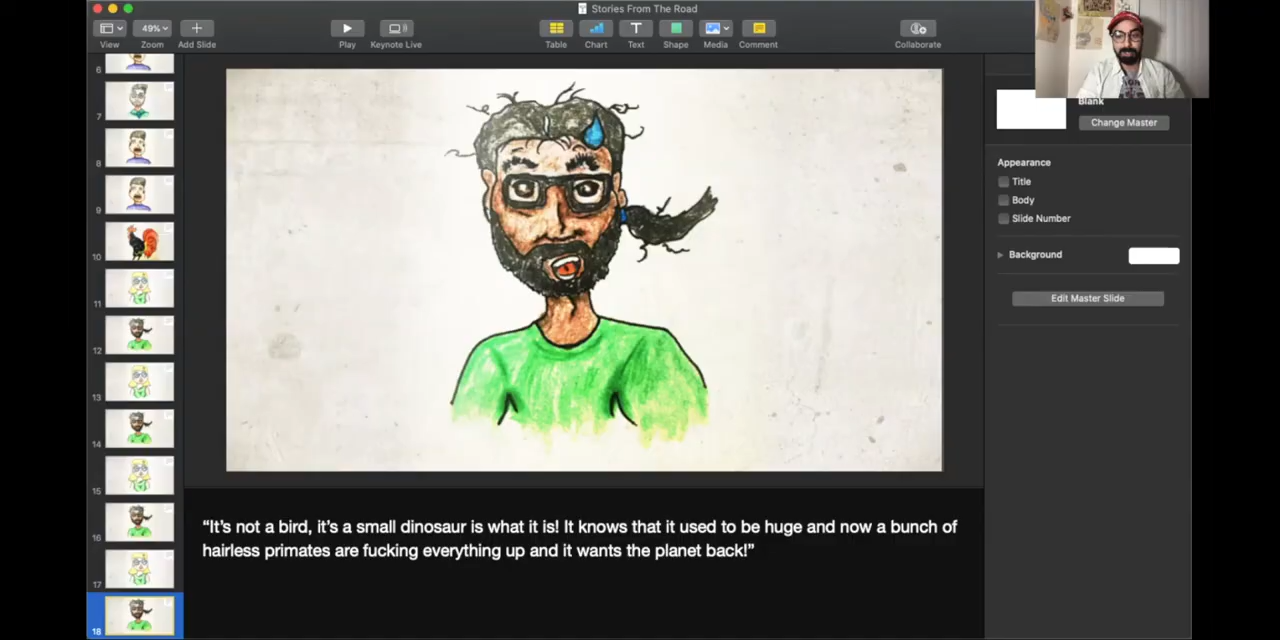 Stories From The Road
49%
View
Zoom
Add Slide
Play
Keynote Live
Table
Chart
Text
Shape
Media
Comment
Collaborate
Blank
Change Master
Appearance
Title
Body
Slide Number
Background
Edit Master Slide
6
7
8
9
10
11
12
13
14
15
16
17
18
“It’s not a bird, it’s a small dinosaur is what it is! It knows that it used to be huge and now a bunch of
hairless primates are fucking everything up and it wants the planet back!”